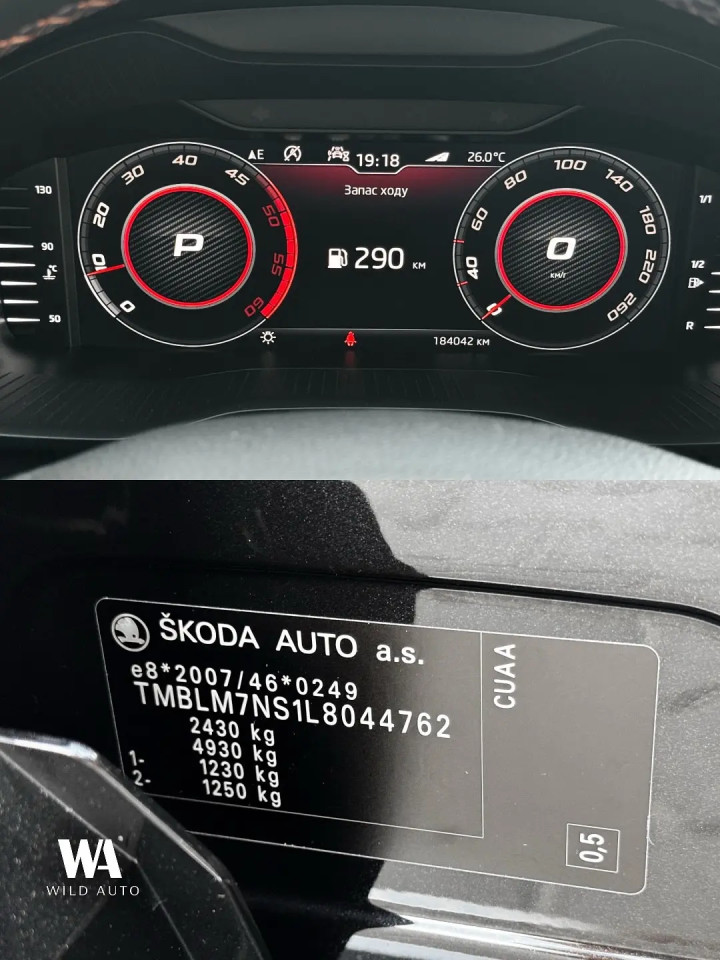 130
90
°C
50
0
10
20
30
40
45
50
55
60
P
AE
19:18
26.0°C
Запас ходу
290 КМ
184042 КМ
0
40
60
80
100
140
180
220
260
0
КМ/Г
1/1
1/2
R
ŠKODA AUTO a.s.
e8*2007/46*0249
TMBLM7NS1L8044762
2430 kg
4930 kg
1- 1230 kg
2- 1250 kg
CUAA
0,5
WA
WILD AUTO